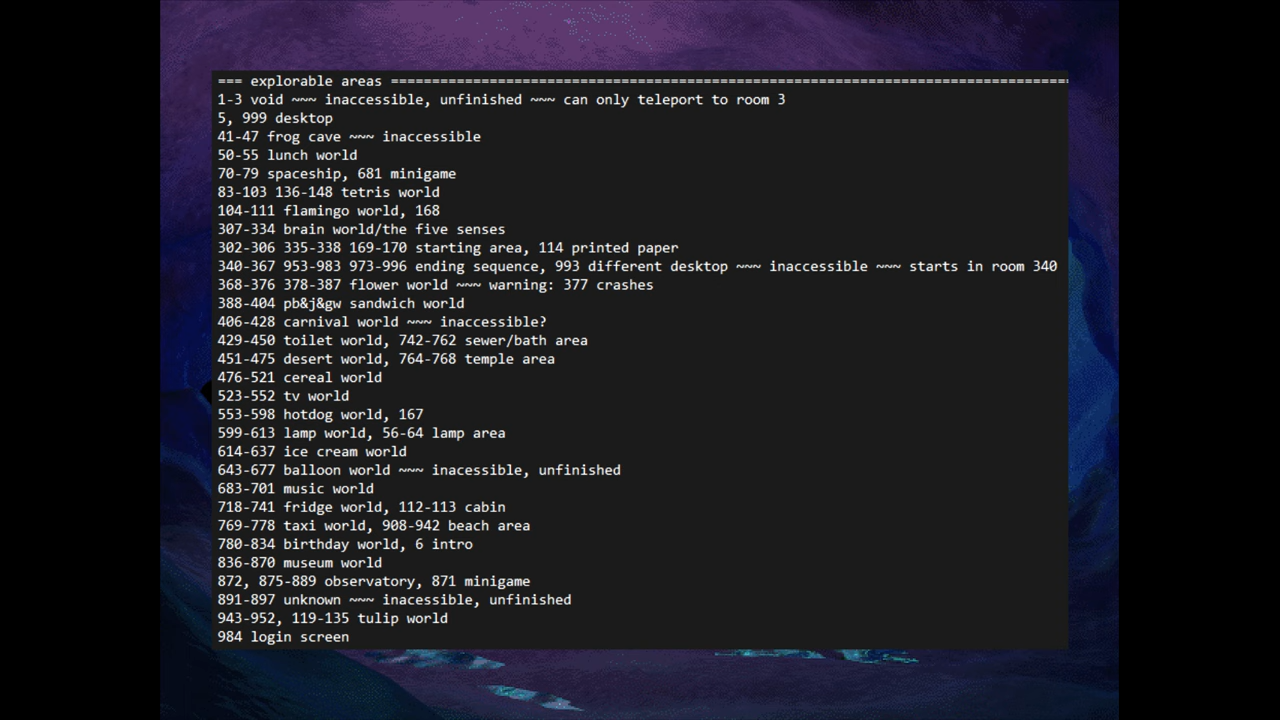 === explorable areas ===================================================================================
1-3 void ~~~ inaccessible, unfinished ~~~ can only teleport to room 3
5, 999 desktop
41-47 frog cave ~~~ inaccessible
50-55 lunch world
70-79 spaceship, 681 minigame
83-103 136-148 tetris world
104-111 flamingo world, 168
307-334 brain world/the five senses
302-306 335-338 169-170 starting area, 114 printed paper
340-367 953-983 973-996 ending sequence, 993 different desktop ~~~ inaccessible ~~~ starts in room 340
368-376 378-387 flower world ~~~ warning: 377 crashes
388-404 pb&j&gw sandwich world
406-428 carnival world ~~~ inaccessible?
429-450 toilet world, 742-762 sewer/bath area
451-475 desert world, 764-768 temple area
476-521 cereal world
523-552 tv world
553-598 hotdog world, 167
599-613 lamp world, 56-64 lamp area
614-637 ice cream world
643-677 balloon world ~~~ inacessible, unfinished
683-701 music world
718-741 fridge world, 112-113 cabin
769-778 taxi world, 908-942 beach area
780-834 birthday world, 6 intro
836-870 museum world
872, 875-889 observatory, 871 minigame
891-897 unknown ~~~ inacessible, unfinished
943-952, 119-135 tulip world
984 login screen